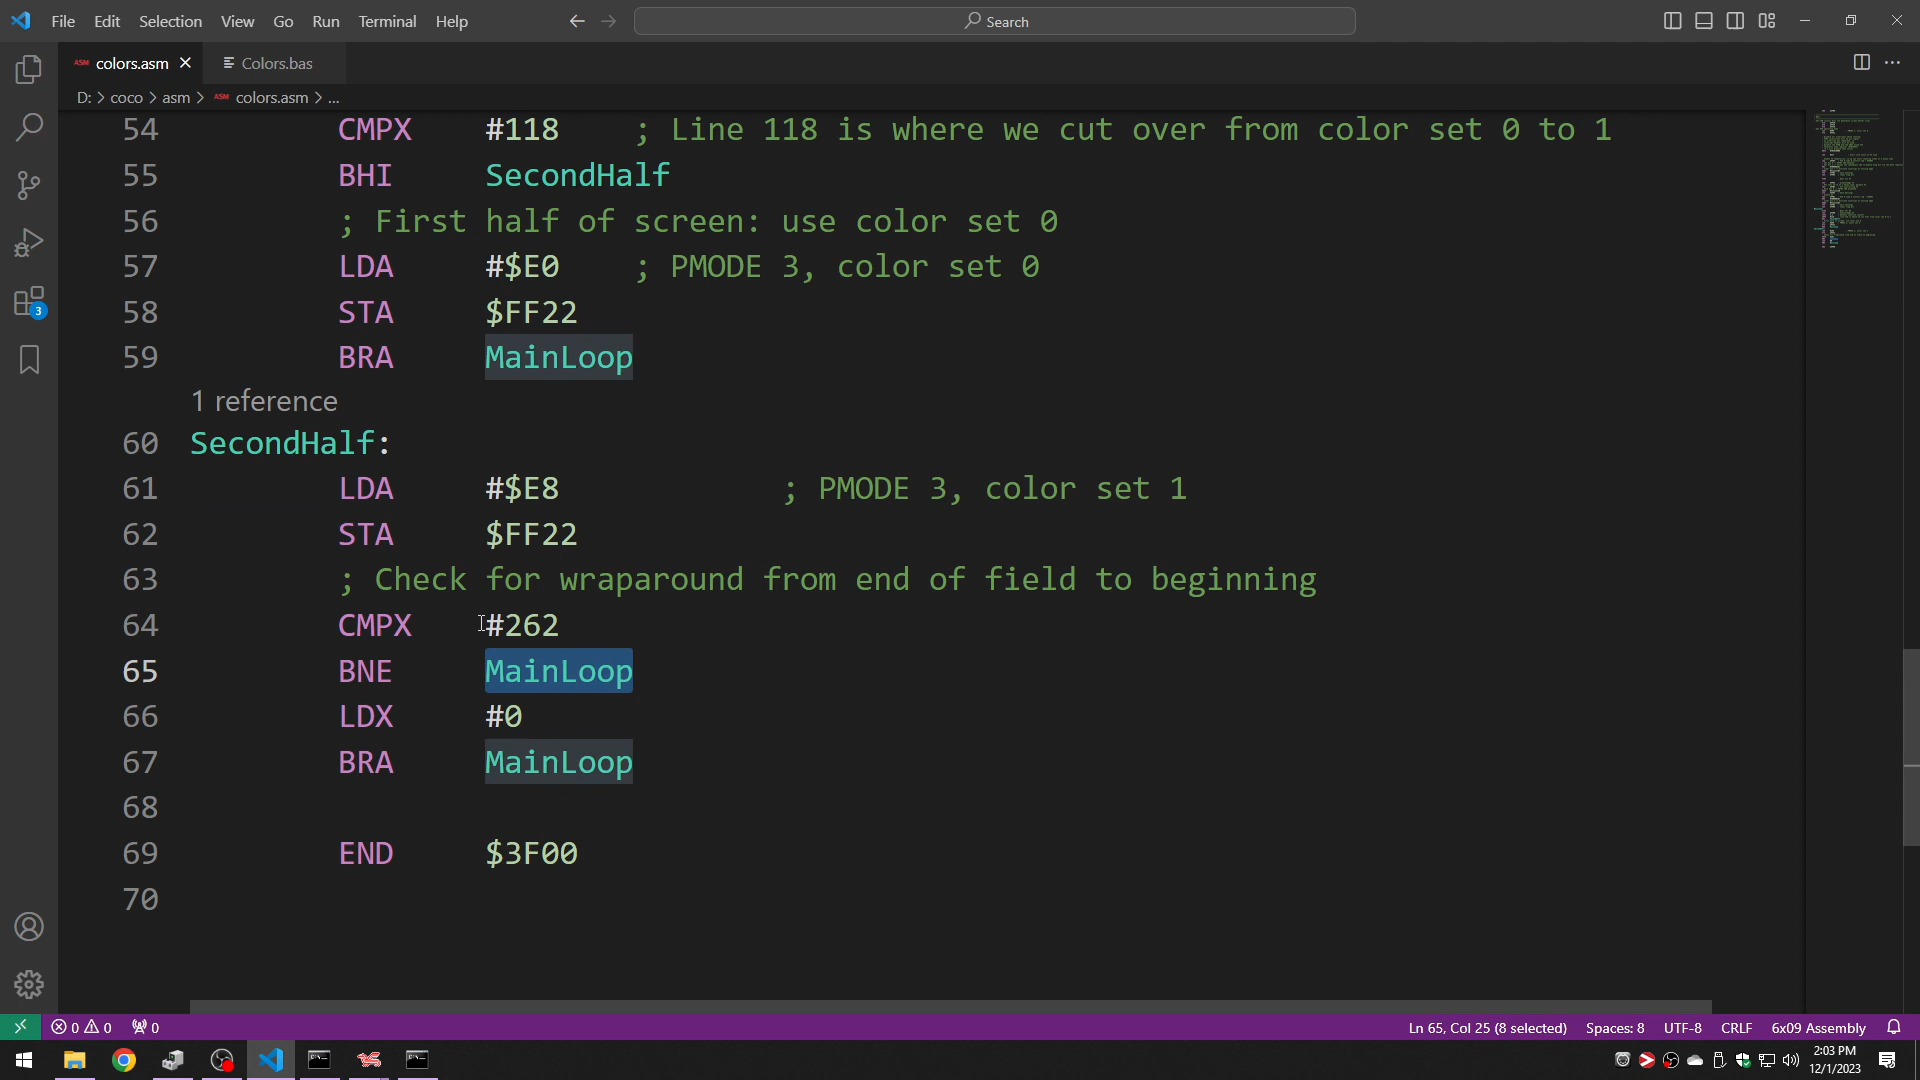 File Edit Selection View Go Run Terminal Help Search
ASM colors.asm Colors.bas
D: > coco > asm > ASM colors.asm > ...
54 CMPX #118 ; Line 118 is where we cut over from color set 0 to 1
55 BHI SecondHalf
56 ; First half of screen: use color set 0
57 LDA #$E0 ; PMODE 3, color set 0
58 STA $FF22
59 BRA MainLoop
1 reference
60 SecondHalf:
61 LDA #$E8 ; PMODE 3, color set 1
62 STA $FF22
63 ; Check for wraparound from end of field to beginning
64 CMPX #262
65 BNE MainLoop
66 LDX #0
67 BRA MainLoop
68
69 END $3F00
70
3
0 0 0 Ln 65, Col 25 (8 selected) Spaces: 8 UTF-8 CRLF 6x09 Assembly
2:03 PM
12/1/2023